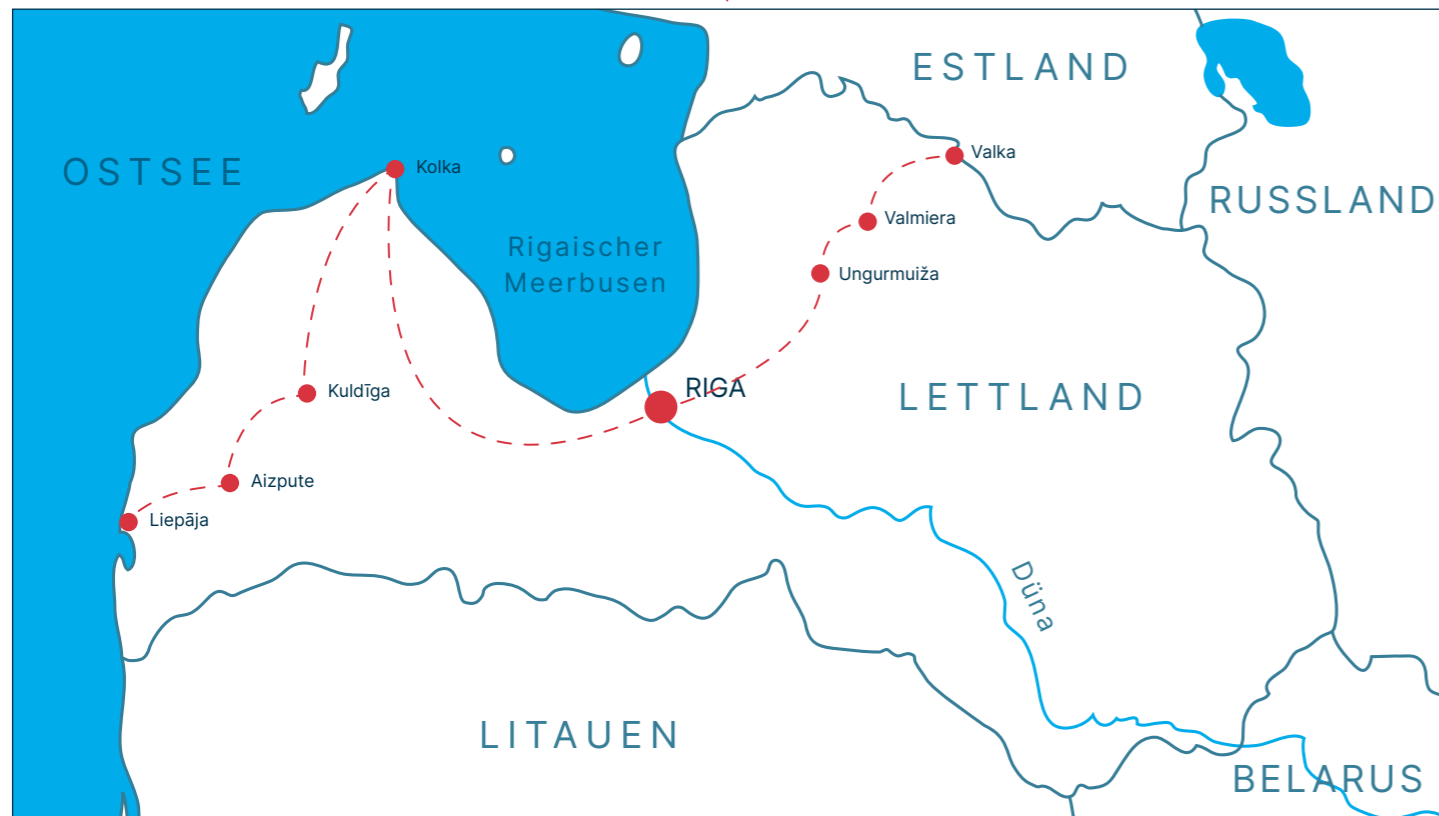 ESTLAND
OSTSEE
Kolka
Valka
RUSSLAND
Valmiera
Rigaischer
Meerbusen
Ungurmuiža
RIGA
Kuldīga
LETTLAND
Aizpute
Liepāja
Düna
LITAUEN
BELARUS